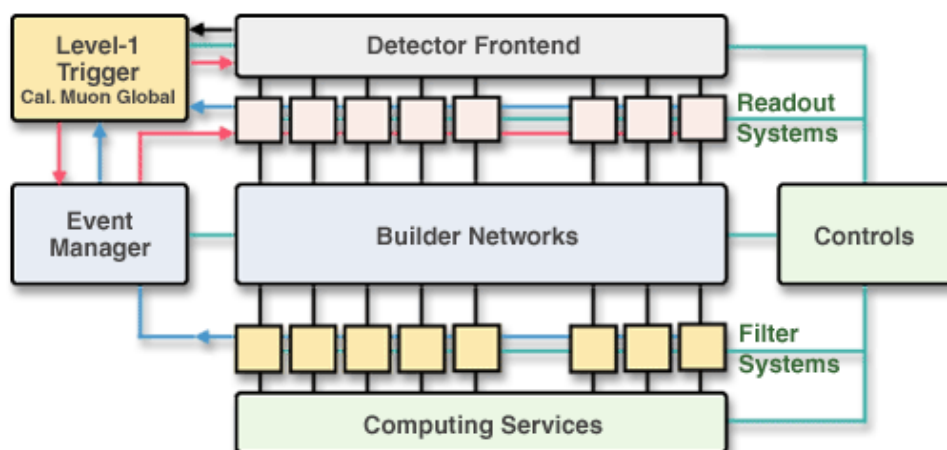 Level-1
Trigger
Cal. Muon Global
Detector Frontend
Readout
Systems
Event
Manager
Builder Networks
Controls
Filter
Systems
Computing Services